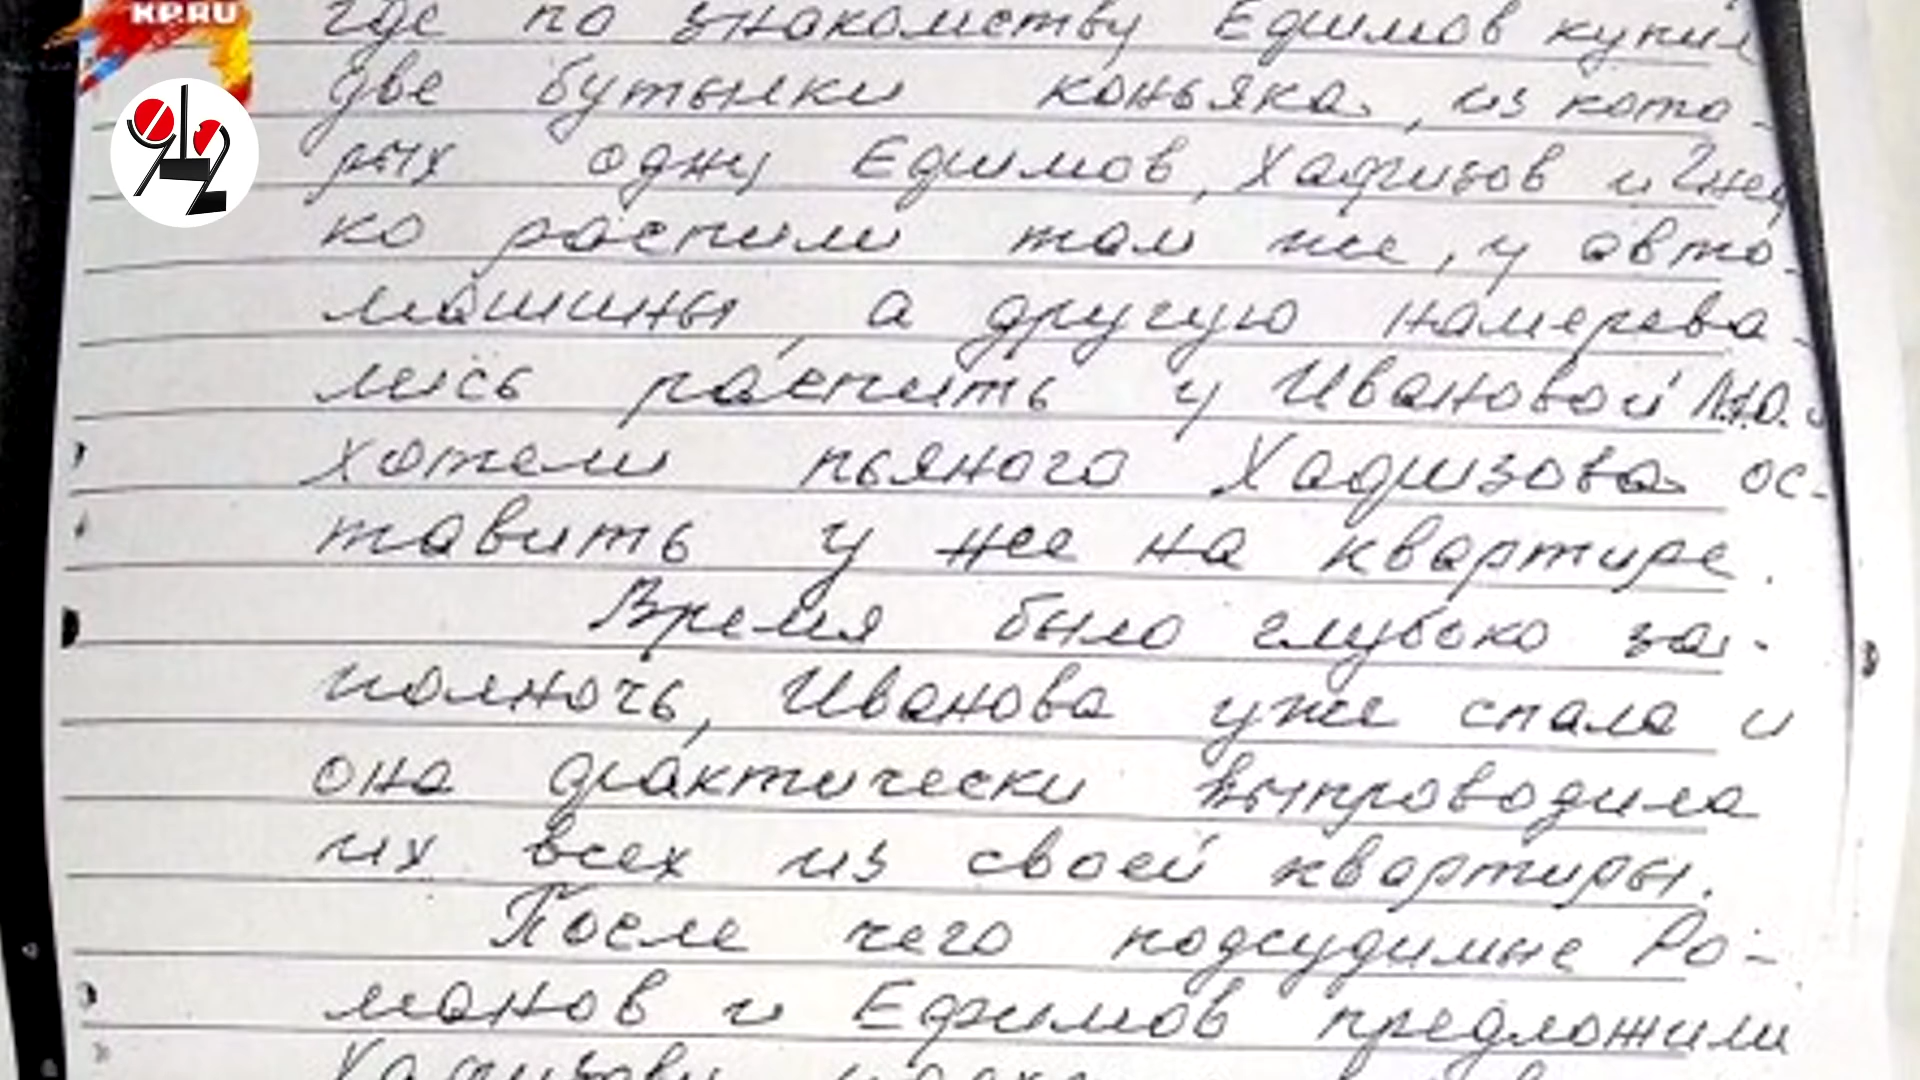 KP.RU
где по знакомству Ефимов купил
две бутылки коньяка, из кото-
рых одну Ефимов, Хафизов и Гнед
ко распили там же, у авто-
машины, а другую намерева-
лись распить у Ивановой Л.Ю. и
хотели пьяного Хафизова ос-
тавить у нее на квартире.
Время было глубоко за-
полночь, Иванова уже спала и
она фактически выпроводила
их всех из своей квартиры.
После чего подсудимые Ро-
манов и Ефимов предложили
Хафизову